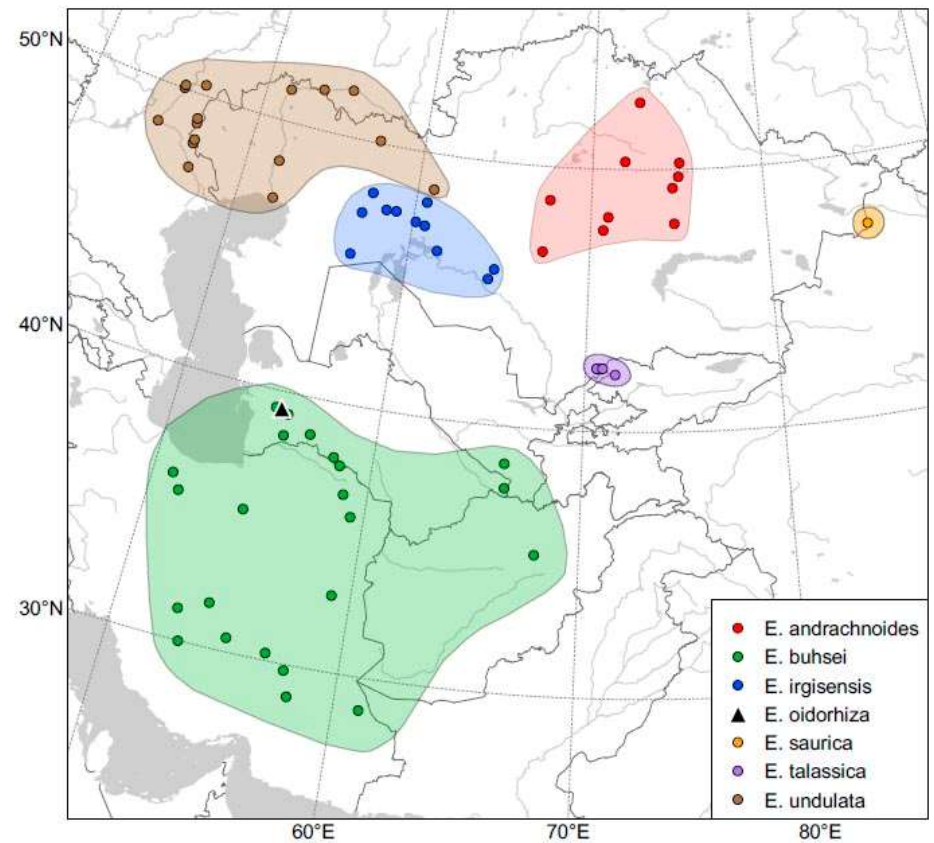 50°N
40°N
30°N
E. andrachnoides
E. buhsei
E. irgisensis
E. oidorhiza
E. saurica
E. talassica
E. undulata
60°E
70°E
80°E